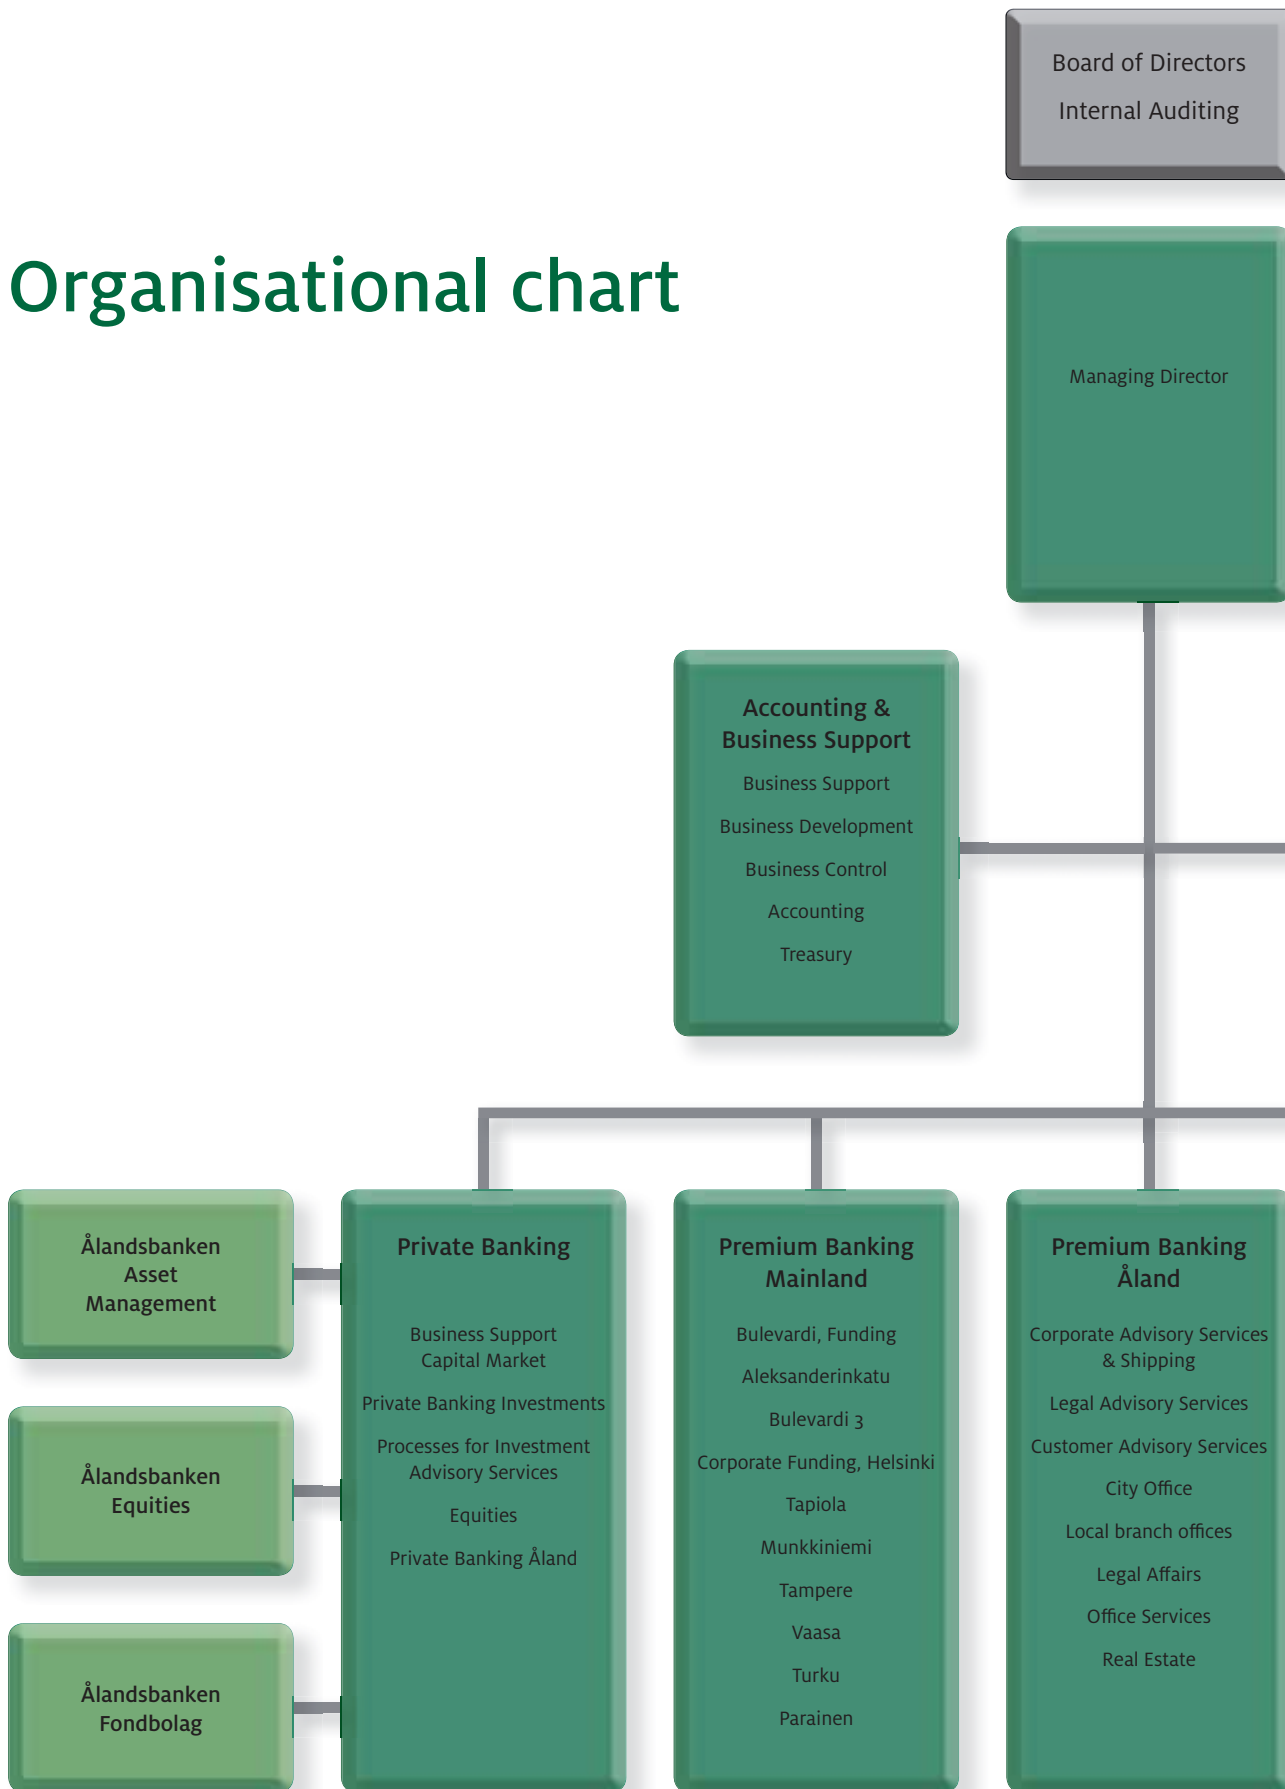 Board of Directors
Internal Auditing
Organisational chart
Managing Director
Accounting &
Business Support
Business Support
Business Development
Business Control
Accounting
Treasury
Ålandsbanken
Asset
Management
Ålandsbanken
Equities
Ålandsbanken
Fondbolag
Private Banking
Business Support
Capital Market
Private Banking Investments
Processes for Investment
Advisory Services
Equities
Private Banking Åland
Premium Banking
Mainland
Bulevardi, Funding
Aleksanderinkatu
Bulevardi 3
Corporate Funding, Helsinki
Tapiola
Munkkiniemi
Tampere
Vaasa
Turku
Parainen
Premium Banking
Åland
Corporate Advisory Services
& Shipping
Legal Advisory Services
Customer Advisory Services
City Office
Local branch offices
Legal Affairs
Office Services
Real Estate